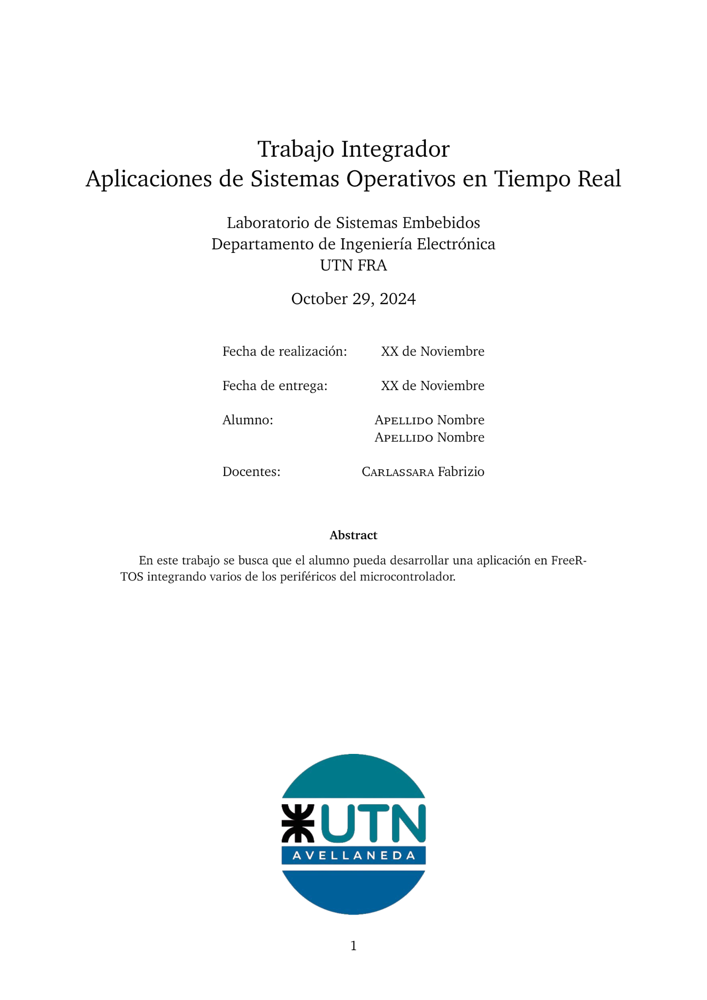 Trabajo Integrador
Aplicaciones de Sistemas Operativos en Tiempo Real
Laboratorio de Sistemas Embebidos
Departamento de Ingeniería Electrónica
UTN FRA
October 29, 2024
Fecha de realización: XX de Noviembre
Fecha de entrega: XX de Noviembre
Alumno: APELLIDO Nombre
APELLIDO Nombre
Docentes: CARLASSARA Fabrizio
Abstract
En este trabajo se busca que el alumno pueda desarrollar una aplicación en FreeR-
TOS integrando varios de los periféricos del microcontrolador.
UTN
AVELLANEDA
1